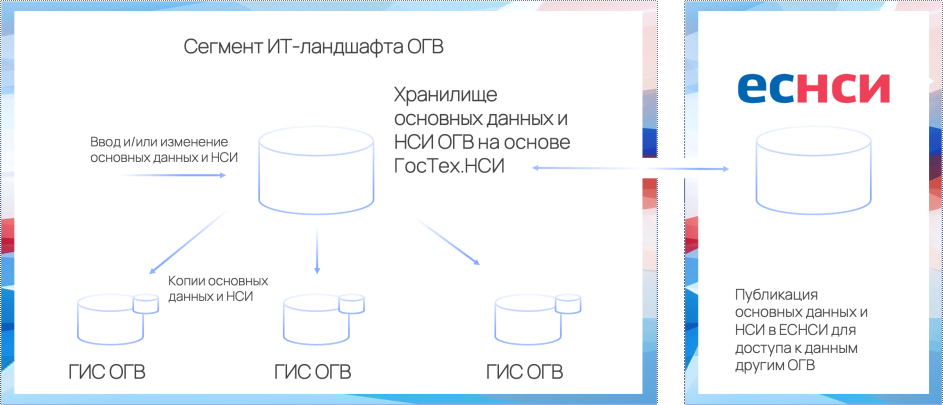 Сегмент ИТ-ландшафта ОГВ
Хранилище
основных данных и
НСИ ОГВ на основе
ГосТех.НСИ
Ввод и/или изменение
основных данных и НСИ
Копии основных
данных и НСИ
ГИС ОГВ
ГИС ОГВ
ГИС ОГВ
еснси
Публикация
основных данных и
НСИ в ЕСНСИ для
доступа к данным
другим ОГВ